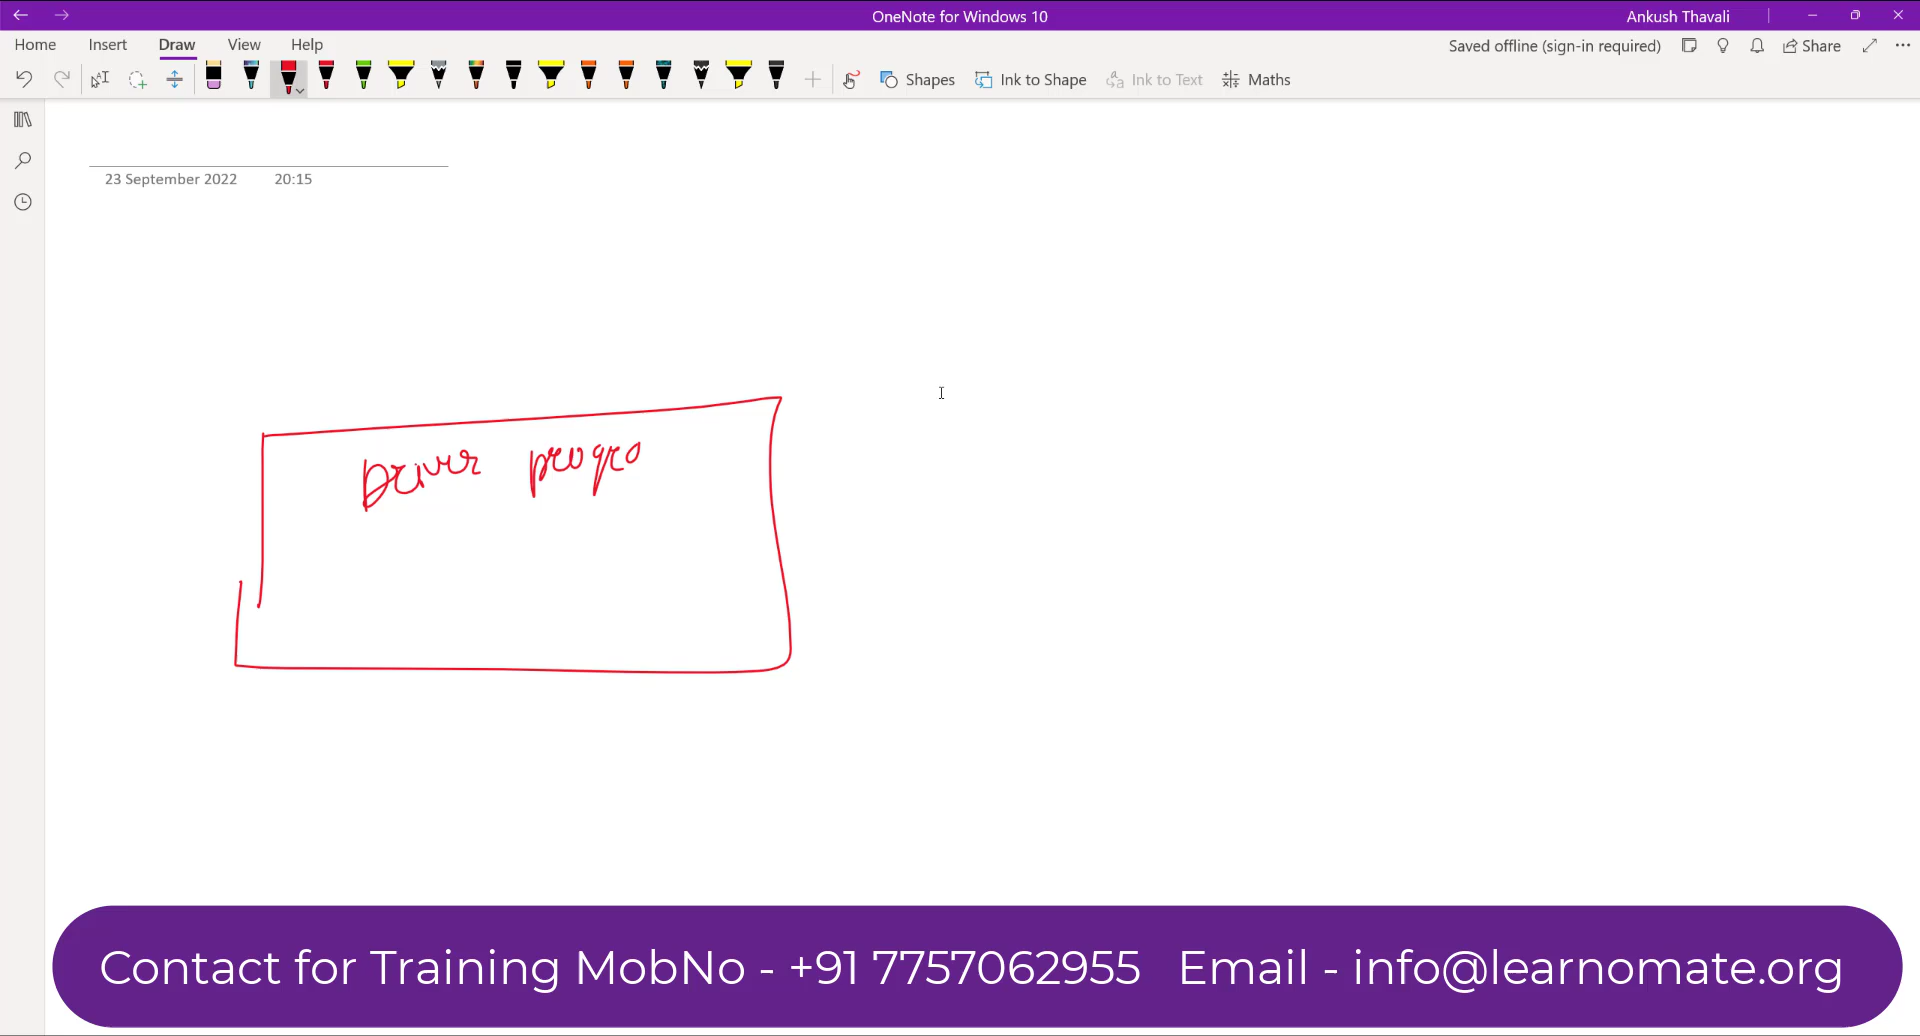 OneNote for Windows 10
Ankush Thavali
Home Insert Draw View Help
Saved offline (sign-in required) Share
Shapes Ink to Shape Ink to Text Maths
23 September 2022 20:15
Driver progra
Contact for Training MobNo - +91 7757062955 Email - info@learnomate.org